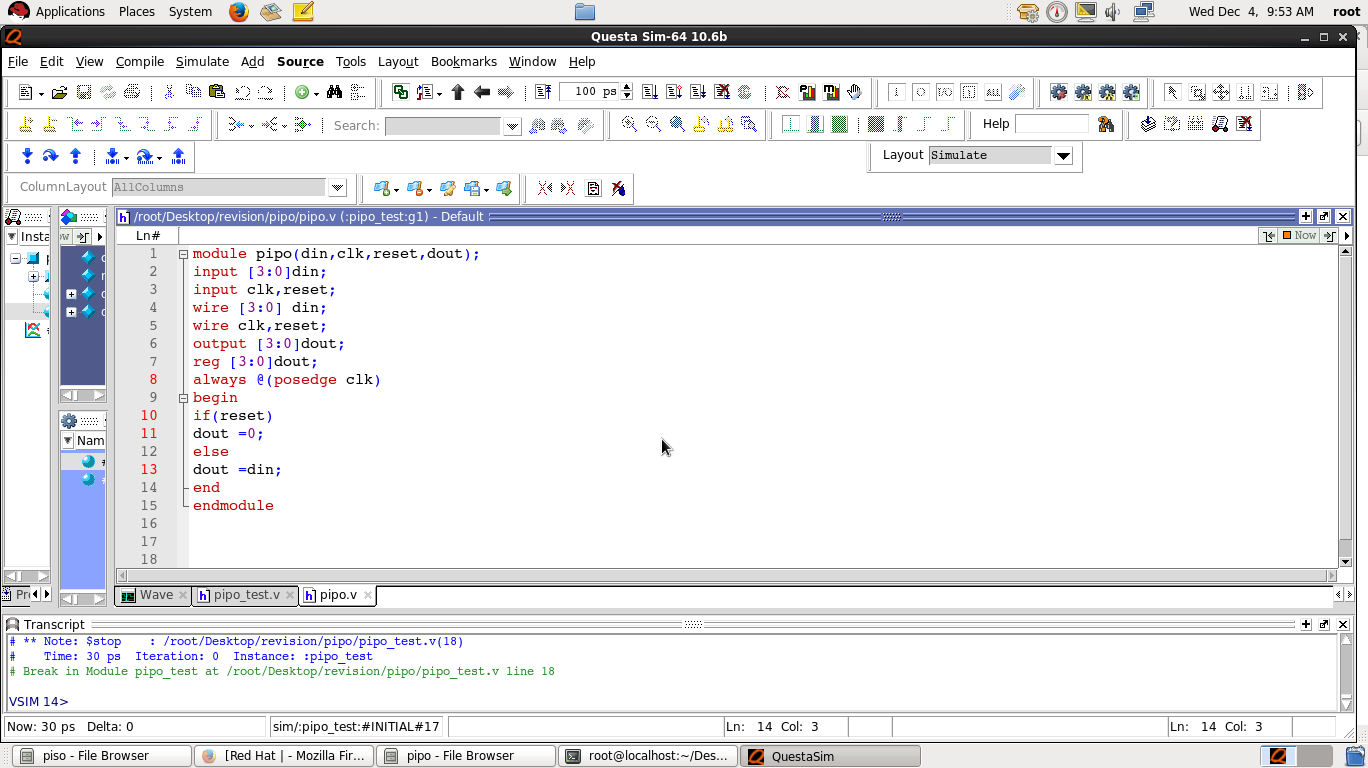 Applications Places System Wed Dec 4, 9:53 AM root
Questa Sim-64 10.6b
File Edit View Compile Simulate Add Source Tools Layout Bookmarks Window Help
100 ps
ALL
Search: Help
Layout Simulate
ColumnLayout AllColumns
/root/Desktop/revision/pipo/pipo.v (:pipo_test:g1) - Default
Insta
Ln# Now
1 module pipo(din,clk,reset,dout);
2 input [3:0]din;
3 input clk,reset;
4 wire [3:0] din;
5 wire clk,reset;
6 output [3:0]dout;
7 reg [3:0]dout;
8 always @(posedge clk)
9 begin
10 if(reset)
11 dout =0;
12 else
13 dout =din;
14 end
15 endmodule
16
17
18
Nam
Wave pipo_test.v pipo.v
Transcript
# ** Note: $stop : /root/Desktop/revision/pipo/pipo_test.v(18)
# Time: 30 ps Iteration: 0 Instance: :pipo_test
# Break in Module pipo_test at /root/Desktop/revision/pipo/pipo_test.v line 18
VSIM 14>
Now: 30 ps Delta: 0 sim/:pipo_test:#INITIAL#17 Ln: 14 Col: 3 Ln: 14 Col: 3
piso - File Browser [Red Hat | - Mozilla Fir... pipo - File Browser root@localhost:~/Des... QuestaSim